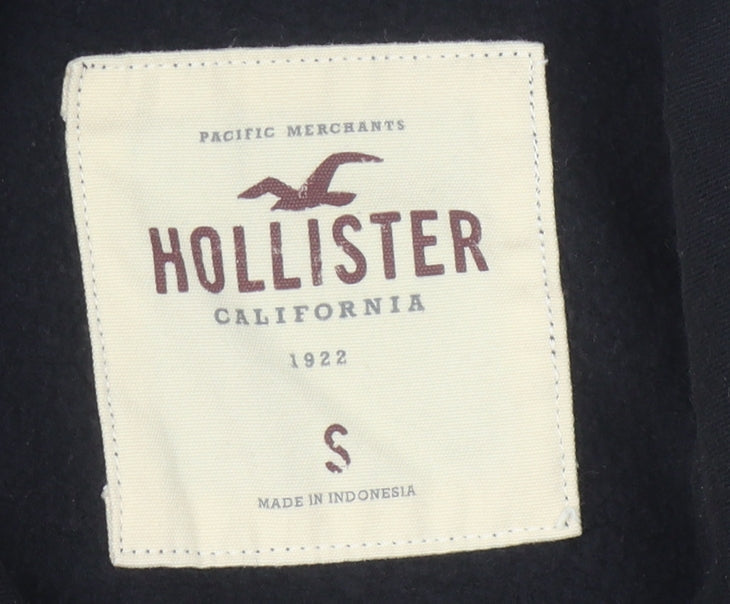 PACIFIC MERCHANTS
HOLLISTER
CALIFORNIA
1922
S
MADE IN INDONESIA